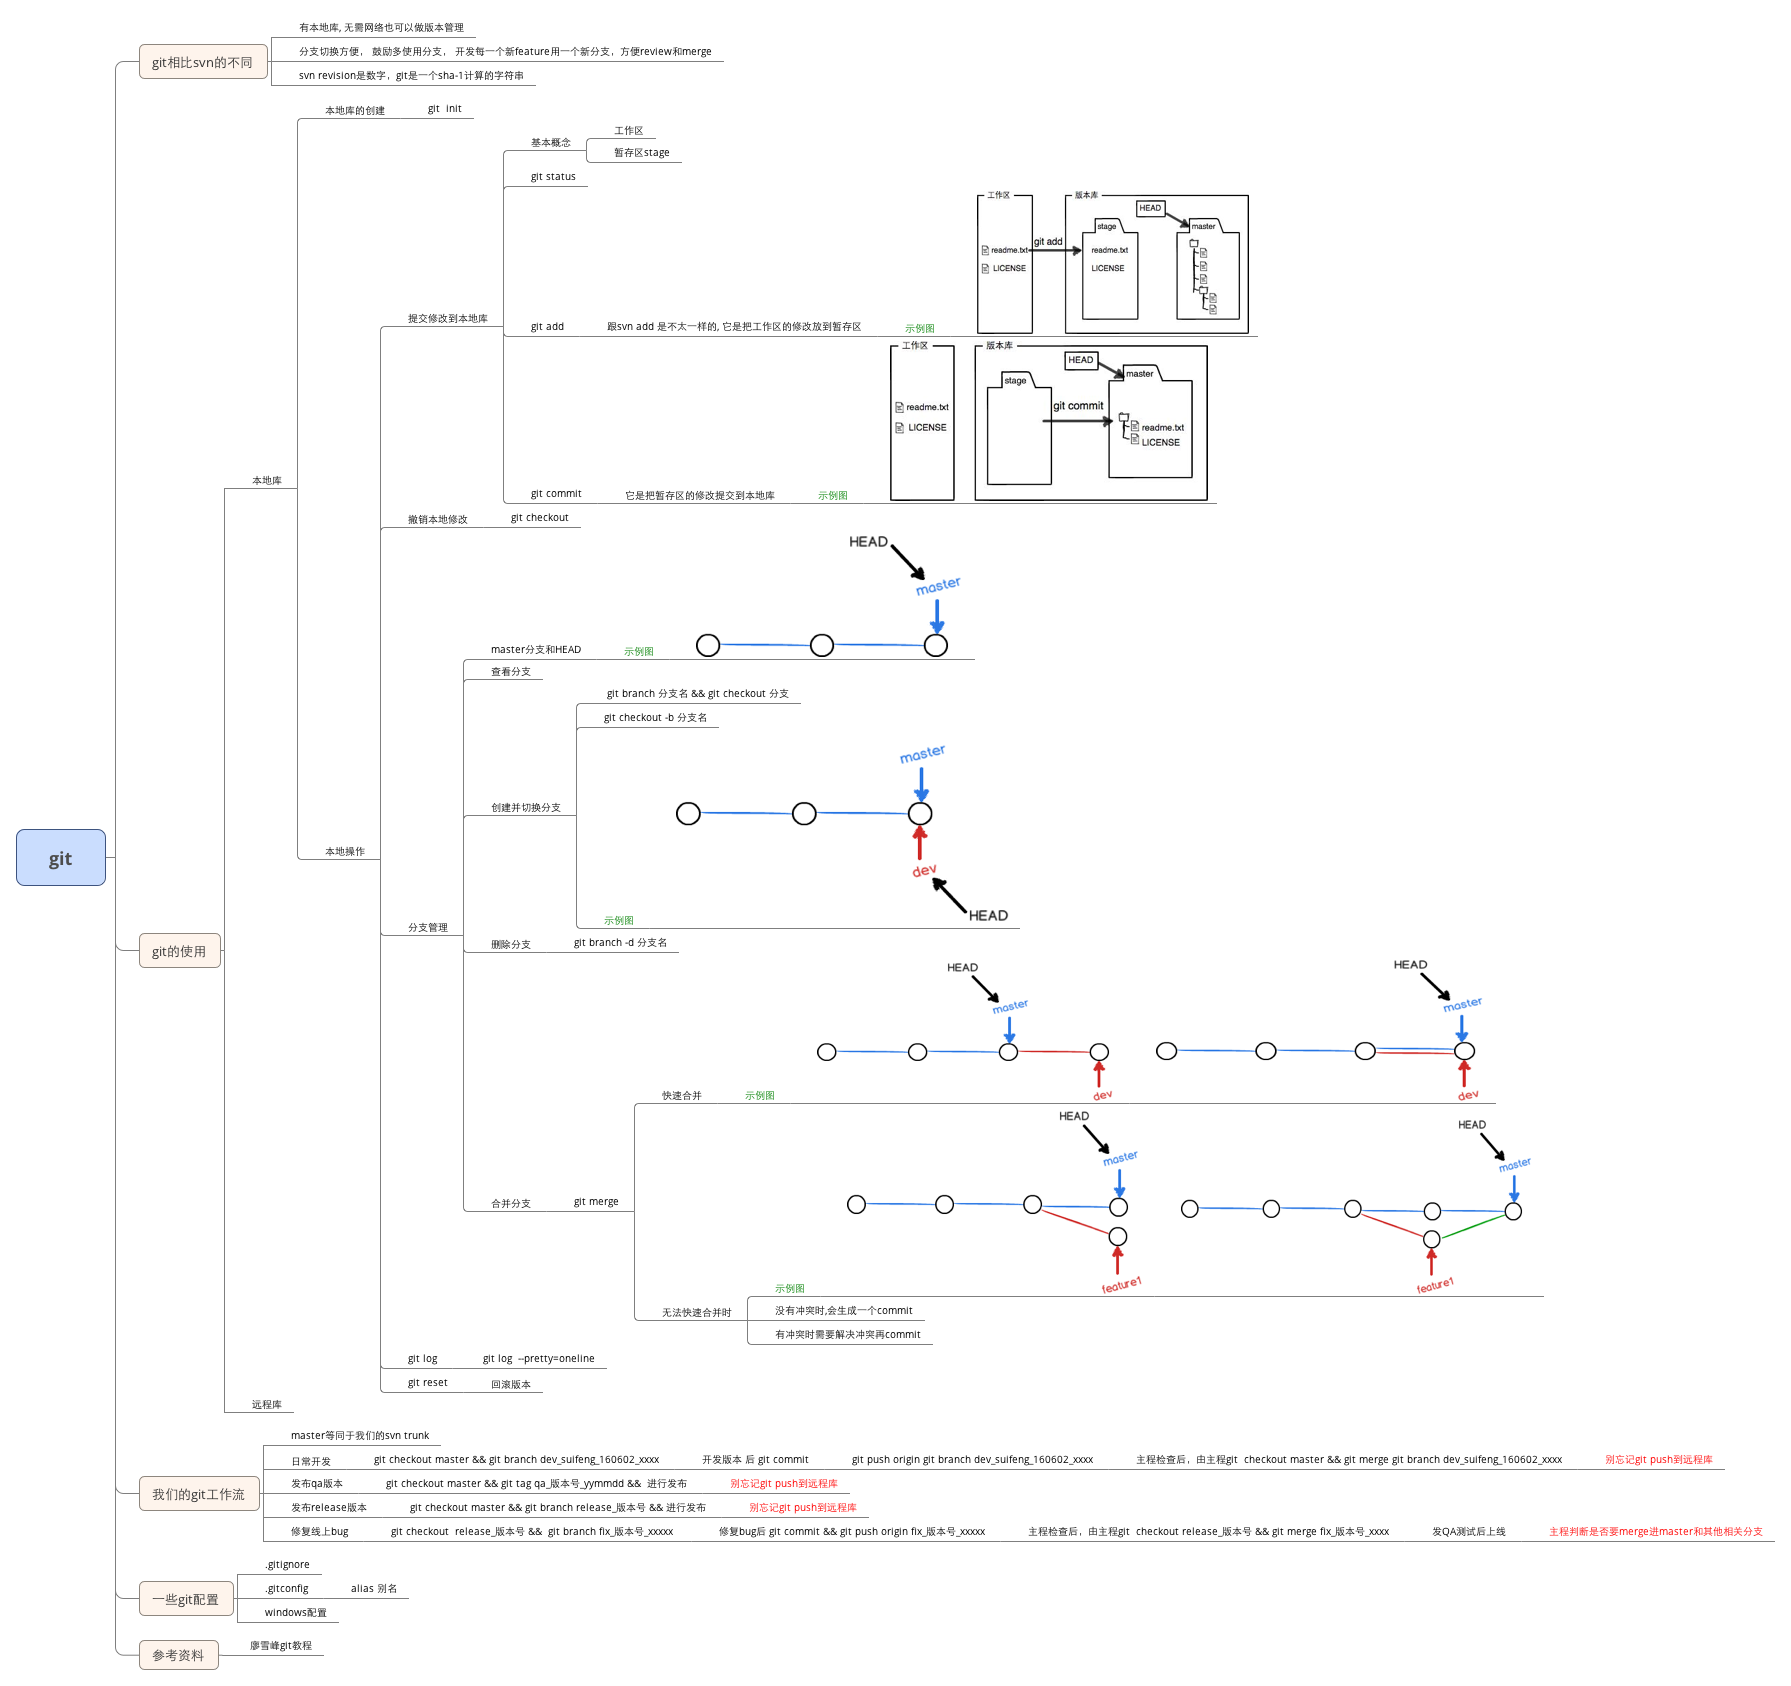 git
git相比svn的不同
有本地库, 无需网络也可以做版本管理
分支切换方便， 鼓励多使用分支， 开发每一个新feature用一个新分支，方便review和merge
svn revision是数字，git是一个sha-1计算的字符串
git的使用
本地库
本地库的创建
git  init
本地操作
提交修改到本地库
基本概念
工作区
暂存区stage
git status
git add
跟svn add 是不太一样的, 它是把工作区的修改放到暂存区
示例图
工作区
readme.txt
LICENSE
git add
版本库
stage
readme.txt
LICENSE
HEAD
master
git commit
它是把暂存区的修改提交到本地库
示例图
工作区
readme.txt
LICENSE
版本库
stage
git commit
HEAD
master
readme.txt
LICENSE
撤销本地修改
git checkout
分支管理
master分支和HEAD
示例图
HEAD
master
查看分支
创建并切换分支
git branch 分支名 && git checkout 分支
git checkout -b 分支名
示例图
master
dev
HEAD
删除分支
git branch -d 分支名
合并分支
git merge
快速合并
示例图
HEAD
master
dev
HEAD
master
dev
无法快速合并时
示例图
HEAD
master
feature1
HEAD
master
feature1
没有冲突时,会生成一个commit
有冲突时需要解决冲突再commit
git log
git log  --pretty=oneline
git reset
回滚版本
远程库
我们的git工作流
master等同于我们的svn trunk
日常开发
git checkout master && git branch dev_suifeng_160602_xxxx
开发版本 后 git commit
git push origin git branch dev_suifeng_160602_xxxx
主程检查后，由主程git  checkout master && git merge git branch dev_suifeng_160602_xxxx
别忘记git push到远程库
发布qa版本
git checkout master && git tag qa_版本号_yymmdd &&  进行发布
别忘记git push到远程库
发布release版本
git checkout master && git branch release_版本号 && 进行发布
别忘记git push到远程库
修复线上bug
git checkout  release_版本号 &&  git branch fix_版本号_xxxxx
修复bug后 git commit && git push origin fix_版本号_xxxxx
主程检查后，由主程git  checkout release_版本号 && git merge fix_版本号_xxxx
发QA测试后上线
主程判断是否要merge进master和其他相关分支
一些git配置
.gitignore
.gitconfig
alias 别名
windows配置
参考资料
廖雪峰git教程